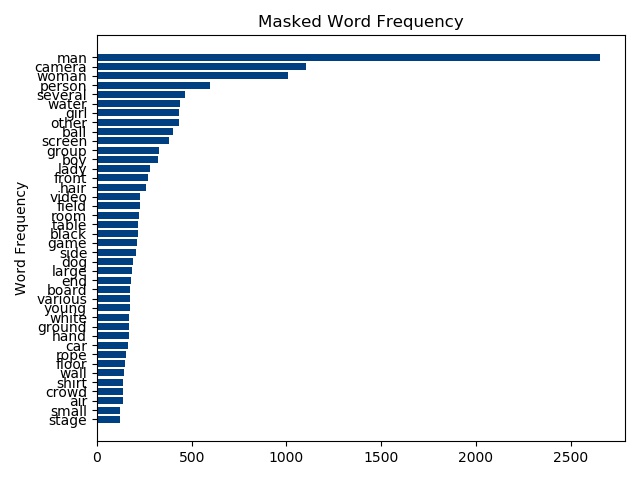 Masked Word Frequency
Word Frequency
man
camera
woman
person
several
water
girl
other
ball
screen
group
boy
lady
front
hair
video
field
room
table
black
game
side
dog
large
end
board
various
young
white
ground
hand
car
rope
floor
wall
shirt
crowd
air
small
stage
0 500 1000 1500 2000 2500